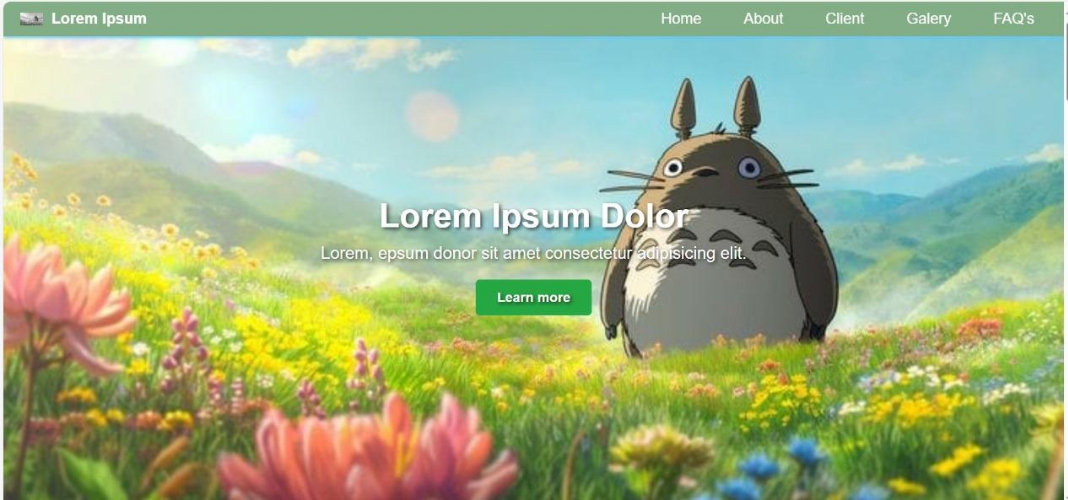 Lorem Ipsum
Home About Client Galery FAQ's
Lorem Ipsum Dolor
Lorem, epsum donor sit amet consectetur adipisicing elit.
Learn more